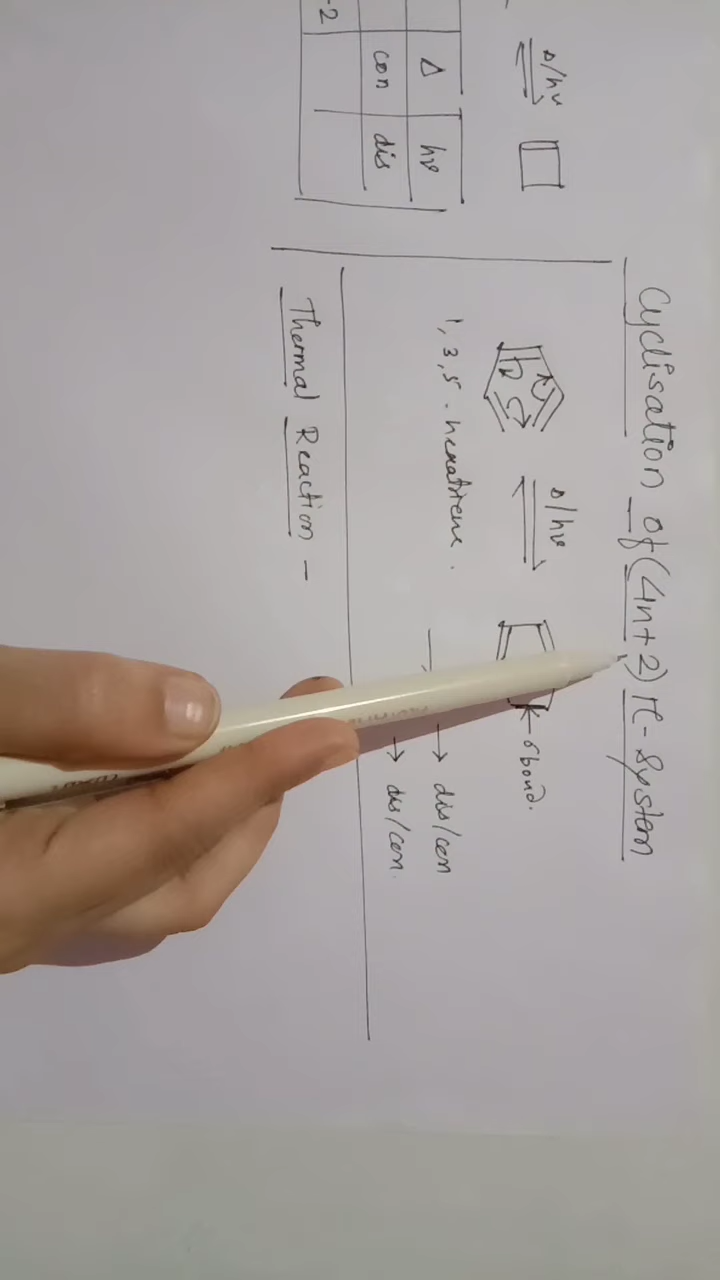 Cyclisation of (4n+2) π-system
Δ/hν
Δ/hν
σ bond.
1,3,5-hexatriene.
→ dis/con
→ dis/con.
Δ hν
con dis
-2
Thermal Reaction –